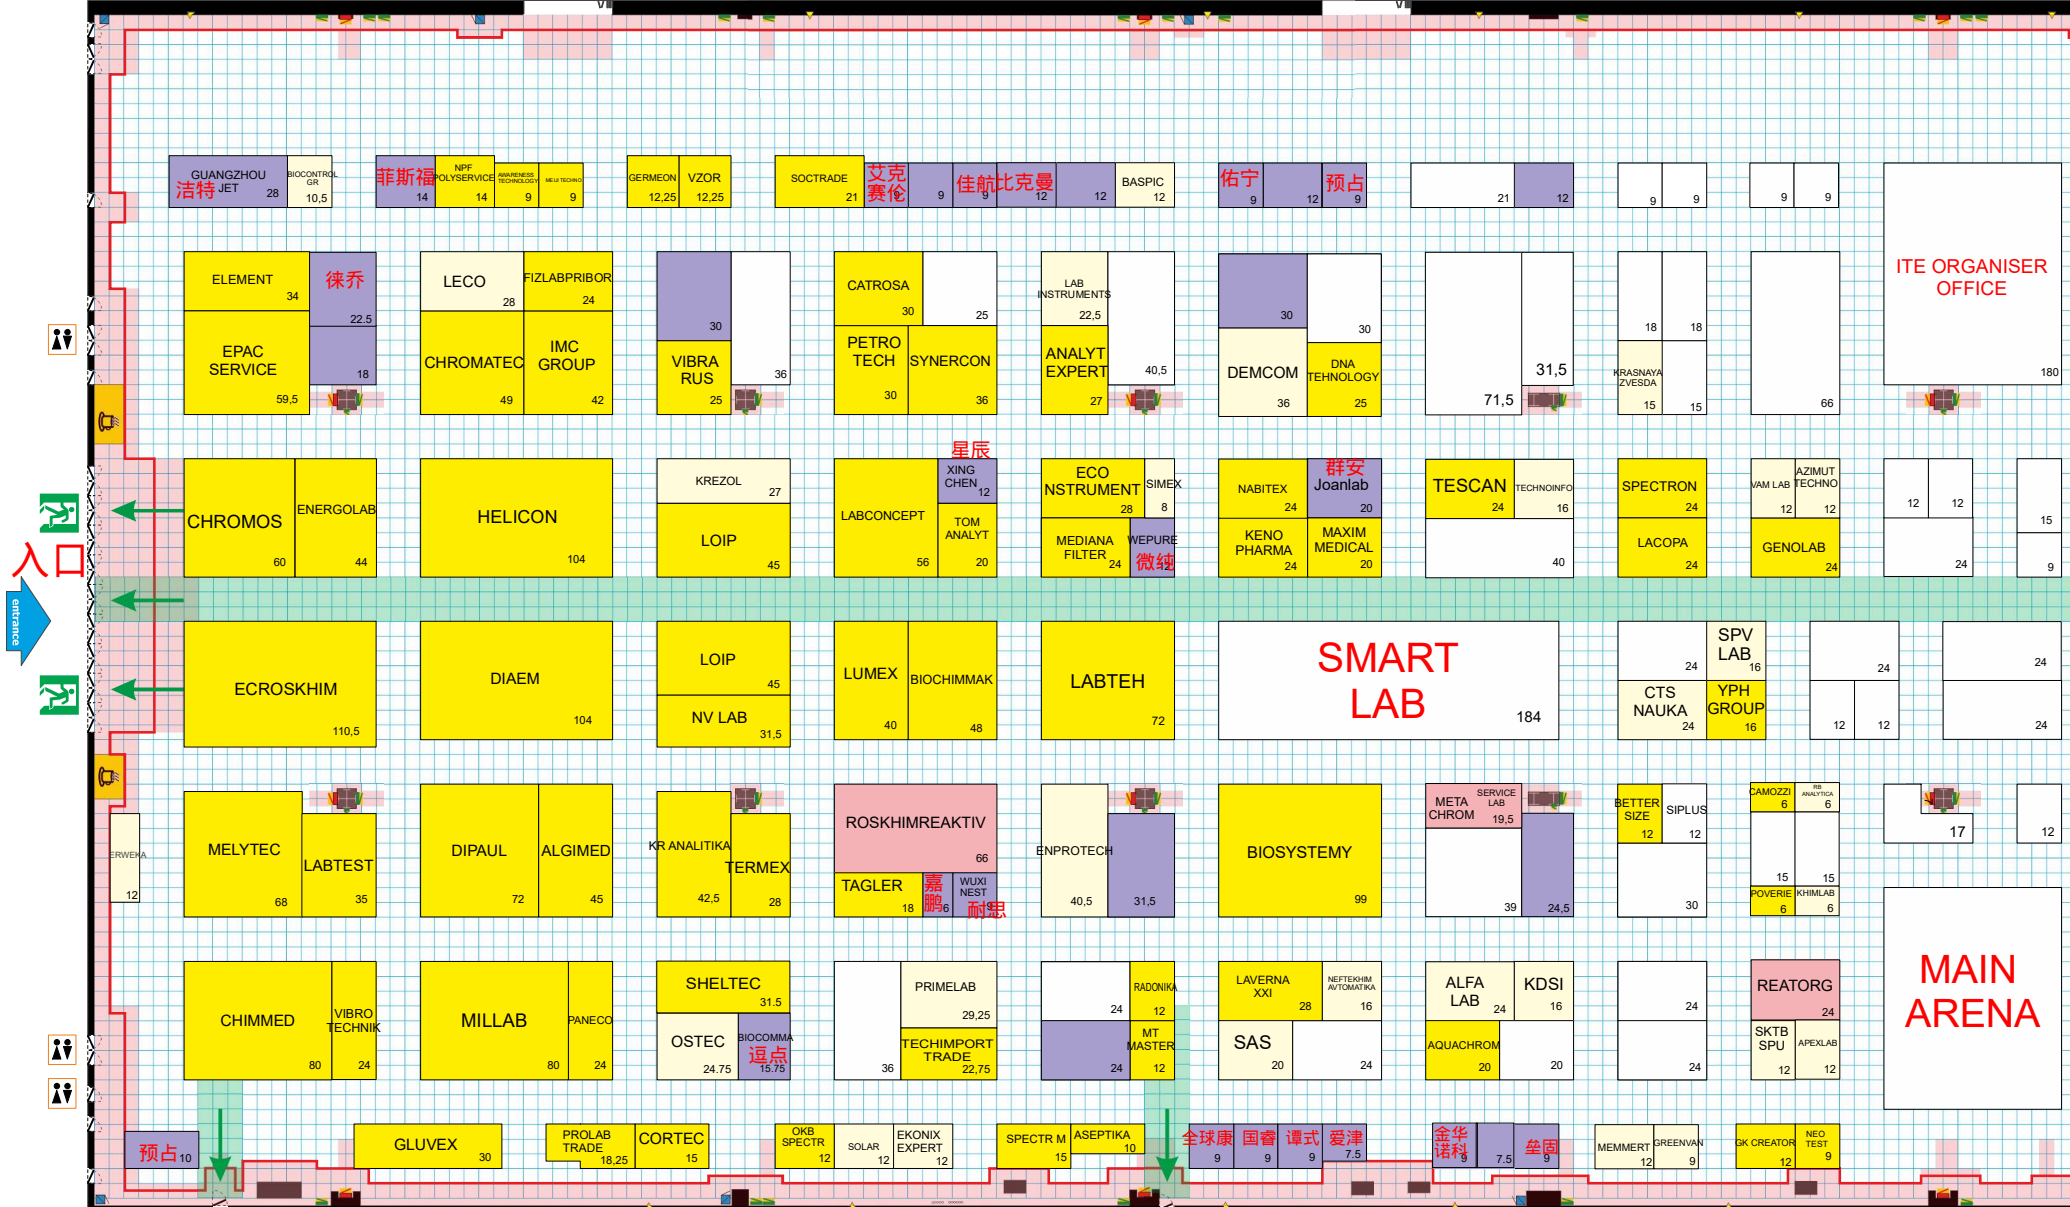 GUANGZHOU
洁特 JET
28
BIOCONTROL
GR
10,5
菲斯福
14
NPF
POLYSERVICE
14
AWARENESS
TECHNOLOGY
9
MEIJI TECHNO
9
GERMEON
12,25
VZOR
12,25
SOCTRADE
21
艾克
赛伦
9
9
佳航
9
比克曼
12
12
BASPIC
12
佑宁
9
12
预占
9
21
12
9
9
9
9
ITE ORGANISER
OFFICE
180
ELEMENT
34
徕乔
22.5
EPAC
SERVICE
59,5
18
LECO
28
FIZLABPRIBOR
24
CHROMATEC
49
IMC
GROUP
42
30
VIBRA
RUS
25
36
CATROSA
30
25
PETRO
TECH
30
SYNERCON
36
LAB
INSTRUMENTS
22,5
ANALYT
EXPERT
27
40,5
30
30
DEMCOM
36
DNA
TEHNOLOGY
25
71,5
31,5
18
18
KRASNAYA
ZVESDA
15
15
66
入口
entrance
CHROMOS
60
ENERGOLAB
44
HELICON
104
KREZOL
27
LOIP
45
LABCONCEPT
56
星辰
XING
CHEN
12
TOM
ANALYT
20
ECO
NSTRUMENT
28
SIMEX
8
MEDIANA
FILTER
24
WEPURE
微纯
12
NABITEX
24
群安
Joanlab
20
KENO
PHARMA
24
MAXIM
MEDICAL
20
TESCAN
24
TECHNOINFO
16
40
SPECTRON
24
LACOPA
24
VAM LAB
12
AZIMUT
TECHNO
12
GENOLAB
24
12
12
24
15
9
ECROSKHIM
110,5
DIAEM
104
LOIP
45
NV LAB
31,5
LUMEX
40
BIOCHIMMAK
48
LABTEH
72
SMART
LAB
184
24
SPV
LAB
16
CTS
NAUKA
24
YPH
GROUP
16
24
12
12
24
24
ERWEKA
12
MELYTEC
68
LABTEST
35
DIPAUL
72
ALGIMED
45
KR ANALITIKA
42,5
TERMEX
28
ROSKHIMREAKTIV
66
TAGLER
18
嘉
鹏
6
WUXI
NEST
9
耐思
ENPROTECH
40,5
31,5
BIOSYSTEMY
99
META
CHROM
SERVICE
LAB
19,5
39
24,5
BETTER
SIZE
12
SIPLUS
12
30
CAMOZZI
6
RB
ANALYTICA
6
15
15
POVERIE
6
KHIMLAB
6
17
12
MAIN
ARENA
CHIMMED
80
VIBRO
TECHNIK
24
MILLAB
80
PANECO
24
SHELTEC
31.5
OSTEC
24.75
BIOCOMMA
逗点
15.75
36
PRIMELAB
29,25
TECHIMPORT
TRADE
22,75
24
RADONIKA
12
24
MT
MASTER
12
LAVERNA
XXI
28
NEFTEKHIM
AVTOMATIKA
16
SAS
20
24
ALFA
LAB
24
KDSI
16
AQUACHROM
20
20
24
24
REATORG
24
SKTB
SPU
12
APEXLAB
12
预占 10
GLUVEX
30
PROLAB
TRADE
18,25
CORTEC
15
OKB
SPECTR
12
SOLAR
12
EKONIX
EXPERT
12
SPECTR M
15
ASEPTIKA
10
全球康
9
国睿
9
谭式
9
爱津
7.5
金华
诺科
9
7.5
垒固
9
MEMMERT
12
GREENVAN
9
GK CREATOR
12
NEO
TEST
9